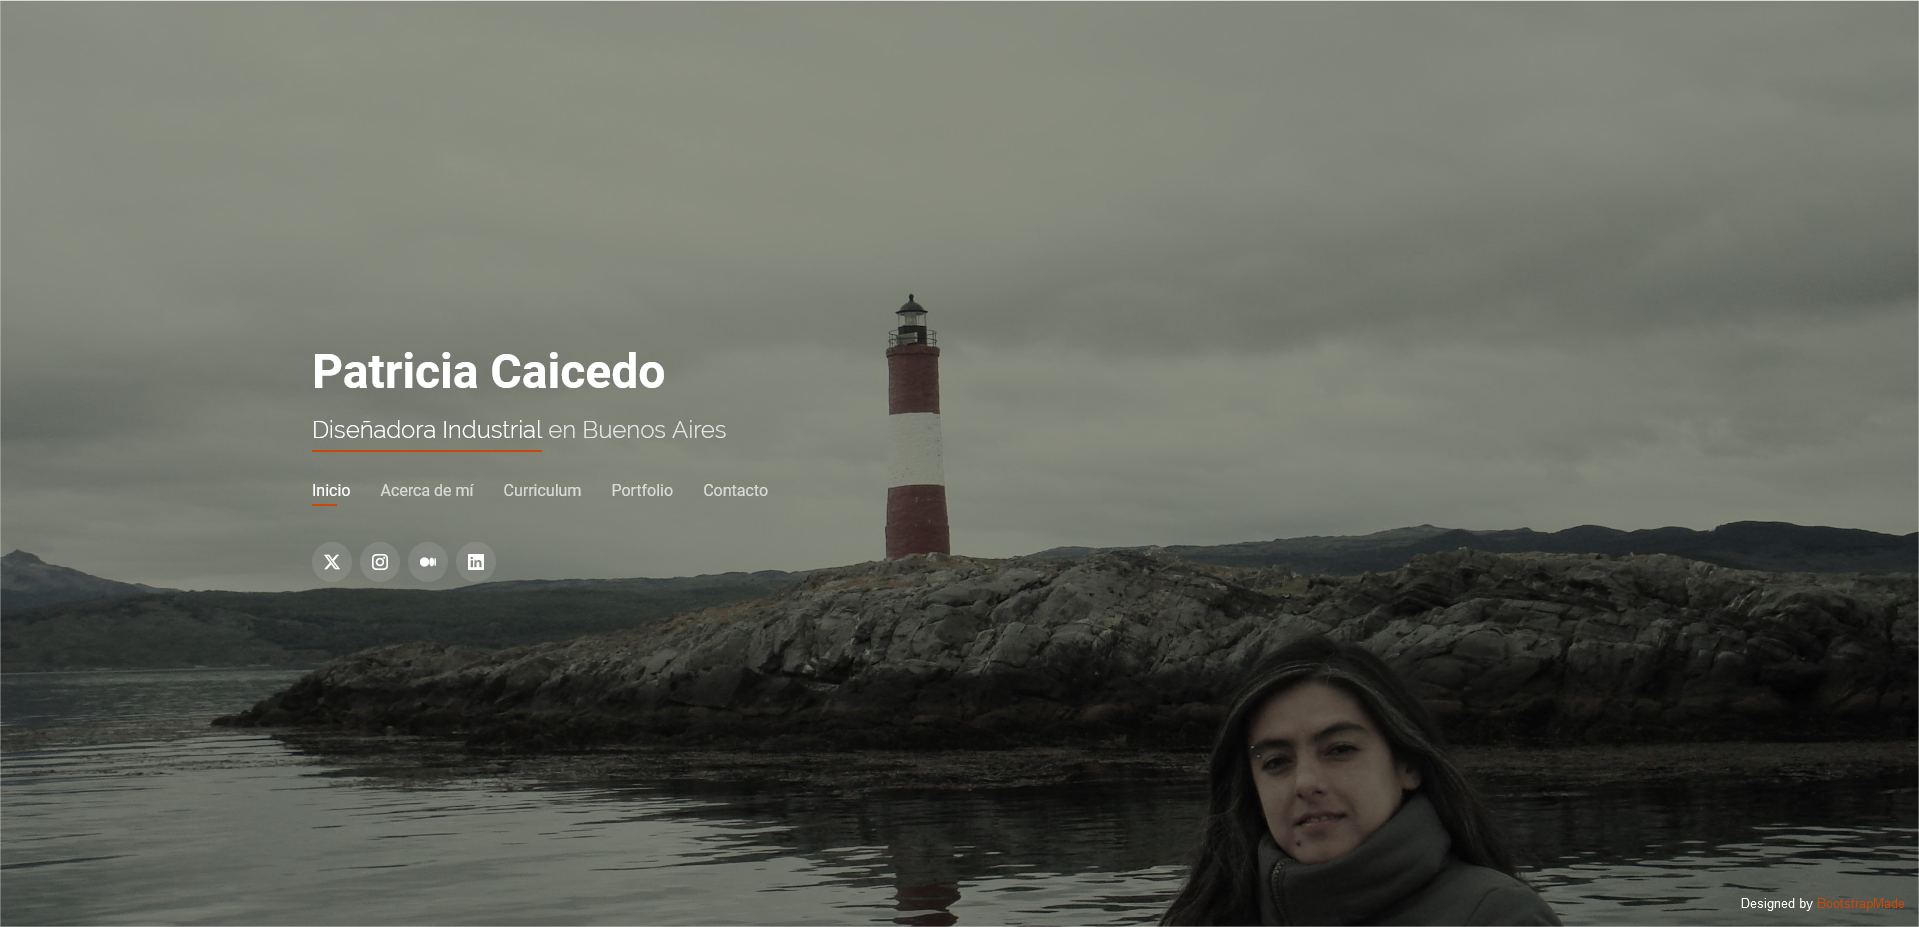 Patricia Caicedo
Diseñadora Industrial en Buenos Aires
Inicio Acerca de mí Curriculum Portfolio Contacto
Designed by BootstrapMade